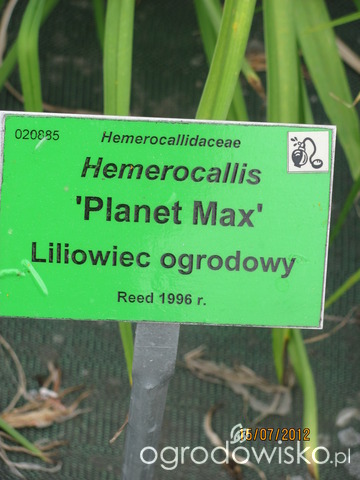 020885
Hemerocallidaceae
Hemerocallis
'Planet Max'
Liliowiec ogrodowy
Reed 1996 r.
15/07/2012
ogrodowisko.pl